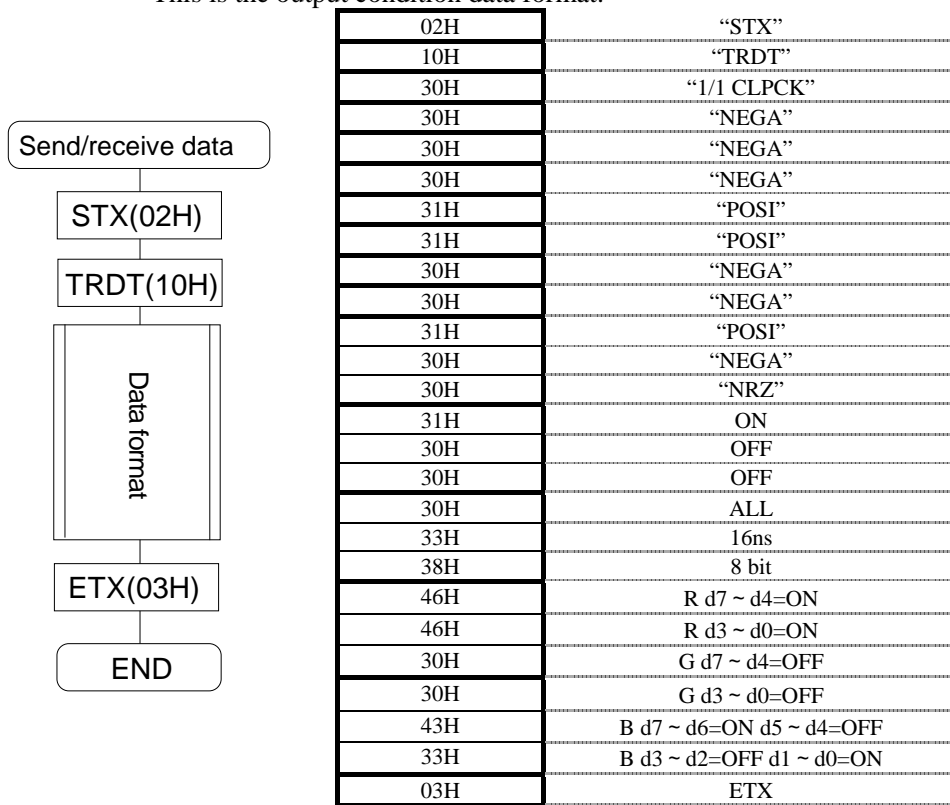 This is the output condition data format.
Send/receive data
STX(02H)
TRDT(10H)
Data format
ETX(03H)
END
02H “STX”
10H “TRDT”
30H “1/1 CLPCK”
30H “NEGA”
30H “NEGA”
30H “NEGA”
31H “POSI”
31H “POSI”
30H “NEGA”
30H “NEGA”
31H “POSI”
30H “NEGA”
30H “NRZ”
31H ON
30H OFF
30H OFF
30H ALL
33H 16ns
38H 8 bit
46H R d7 ~ d4=ON
46H R d3 ~ d0=ON
30H G d7 ~ d4=OFF
30H G d3 ~ d0=OFF
43H B d7 ~ d6=ON d5 ~ d4=OFF
33H B d3 ~ d2=OFF d1 ~ d0=ON
03H ETX